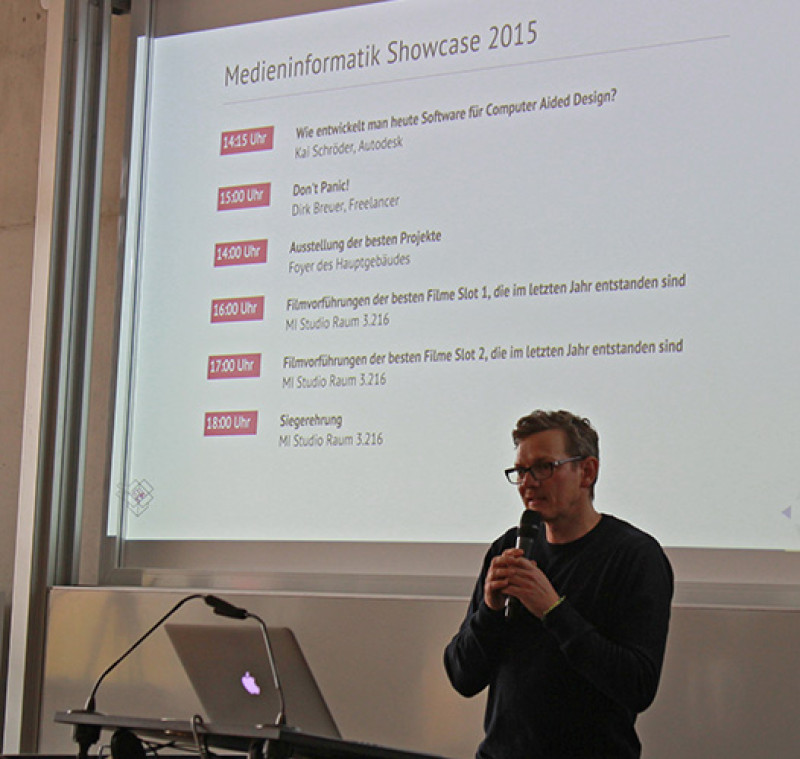 Medieninformatik Showcase 2015
14:15 Uhr
Wie entwickelt man heute Software für Computer Aided Design?
Kai Schröder, Autodesk
15:00 Uhr
Don't Panic!
Dirk Breuer, Freelancer
14:00 Uhr
Ausstellung der besten Projekte
Foyer des Hauptgebäudes
16:00 Uhr
Filmvorführungen der besten Filme Slot 1, die im letzten Jahr entstanden sind
MI Studio Raum 3.216
17:00 Uhr
Filmvorführungen der besten Filme Slot 2, die im letzten Jahr entstanden sind
MI Studio Raum 3.216
18:00 Uhr
Siegerehrung
MI Studio Raum 3.216